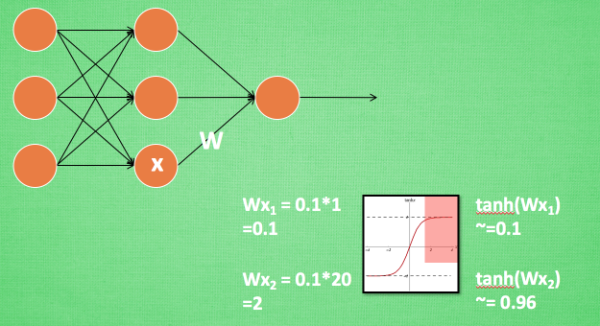 W
x
Wx₁ = 0.1*1
=0.1
tanh(Wx₁)
~=0.1
Wx₂ = 0.1*20
=2
tanh(Wx₂)
~= 0.96